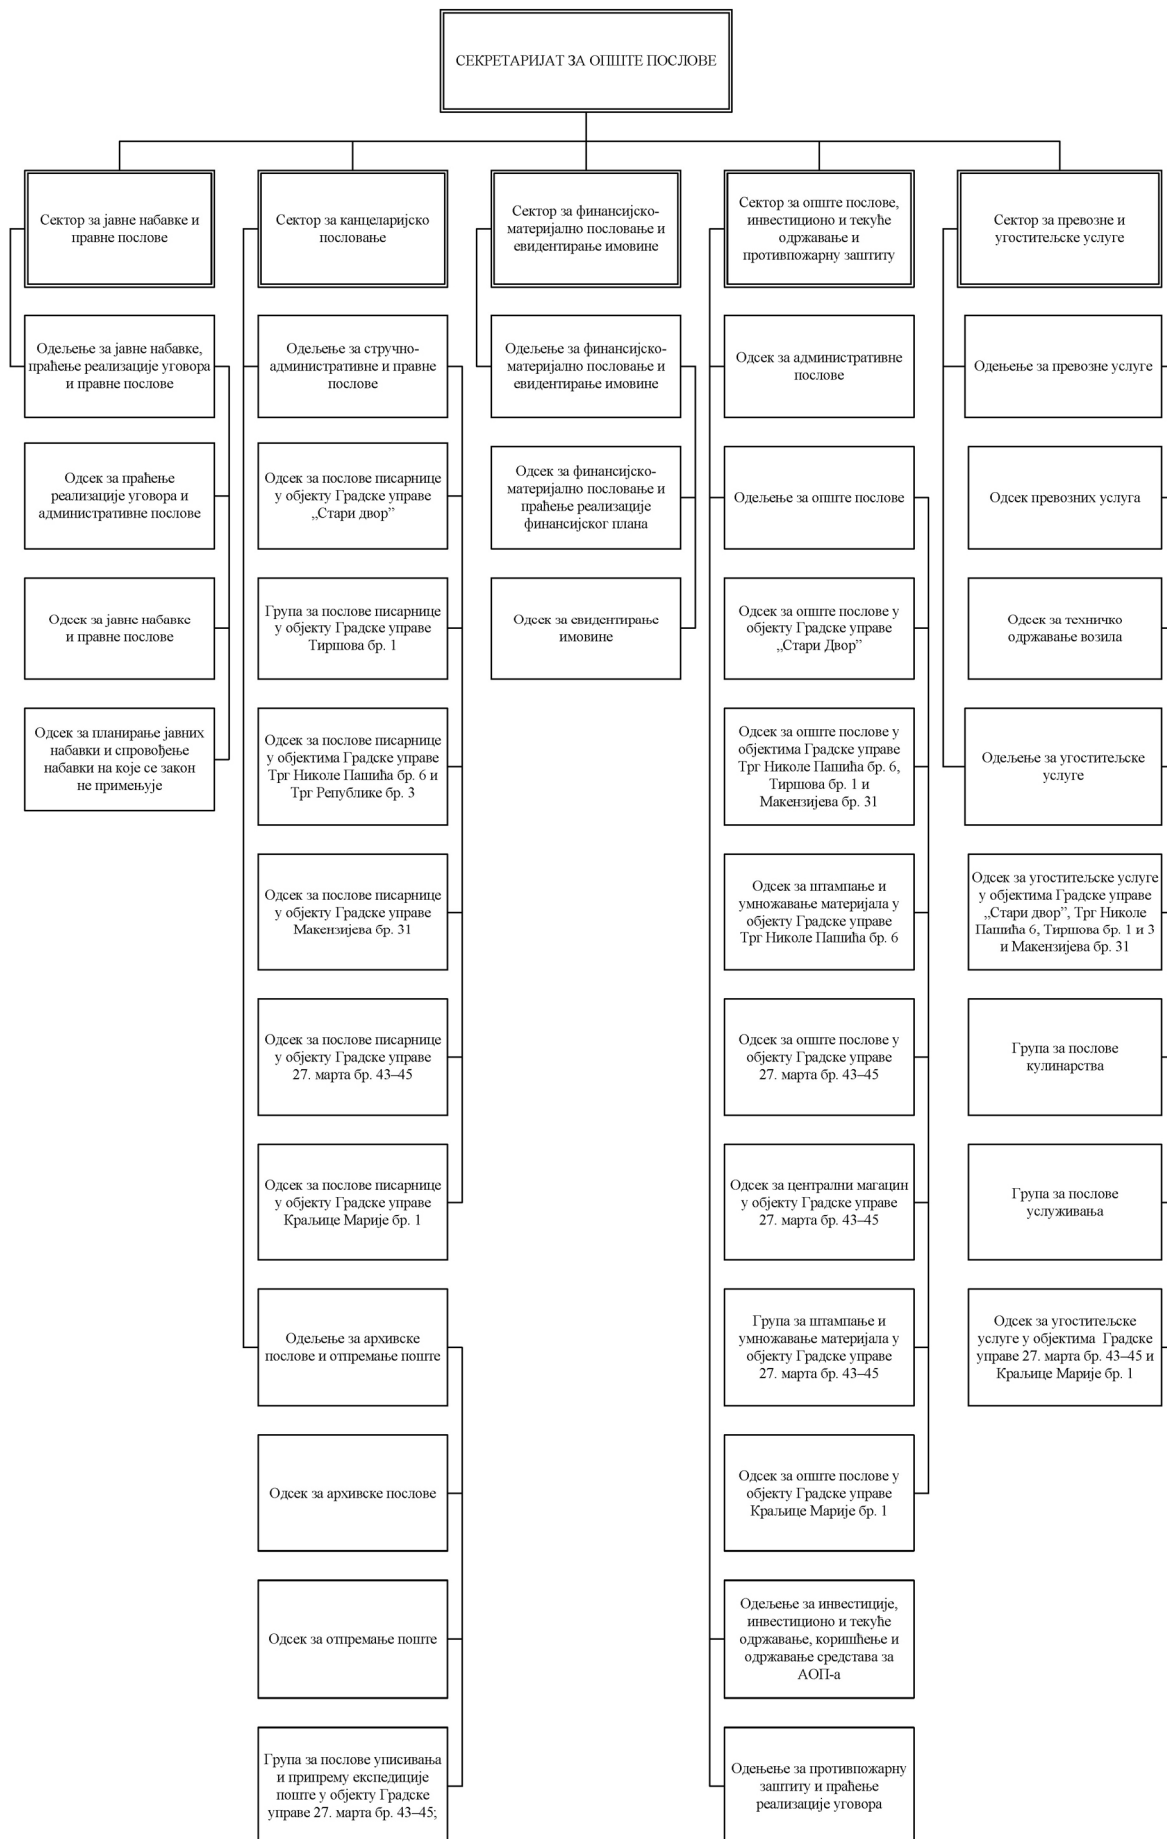 СЕКРЕТАРИЈАТ ЗА ОПШТЕ ПОСЛОВЕ
Сектор за јавне набавке и
правне послове
Сектор за канцеларијско
пословање
Сектор за финансијско-
материјално пословање и
евидентирање имовине
Сектор за опште послове,
инвестиционо и текуће
одржавање и
противпожарну заштиту
Сектор за превозне и
угоститељске услуге
Одељење за јавне набавке,
праћење реализације уговора
и правне послове
Одсек за праћење
реализације уговора и
административне послове
Одсек за јавне набавке
и правне послове
Одсек за планирање јавних
набавки и спровођење
набавки на које се закон
не примењује
Одељење за стручно-
административне и правне
послове
Одсек за послове писарнице
у објекту Градске управе
„Стари двор”
Група за послове писарнице
у објекту Градске управе
Тиршова бр. 1
Одсек за послове писарнице
у објектима Градске управе
Трг Николе Пашића бр. 6 и
Трг Републике бр. 3
Одсек за послове писарнице
у објекту Градске управе
Макензијева бр. 31
Одсек за послове писарнице
у објекту Градске управе
27. марта бр. 43–45
Одсек за послове писарнице
у објекту Градске управе
Краљице Марије бр. 1
Одељење за архивске
послове и отпремање поште
Одсек за архивске послове
Одсек за отпремање поште
Група за послове уписивања
и припрему експедиције
поште у објекту Градске
управе 27. марта бр. 43–45;
Одељење за финансијско-
материјално пословање и
евидентирање имовине
Одсек за финансијско-
материјално пословање и
праћење реализације
финансијског плана
Одсек за евидентирање
имовине
Одсек за административне
послове
Одељење за опште послове
Одсек за опште послове у
објекту Градске управе
„Стари Двор”
Одсек за опште послове у
објектима Градске управе
Трг Николе Пашића бр. 6,
Тиршова бр. 1 и
Макензијева бр. 31
Одсек за штампање и
умножавање материјала у
објекту Градске управе
Трг Николе Пашића бр. 6
Одсек за опште послове у
објекту Градске управе
27. марта бр. 43–45
Одсек за централни магацин
у објекту Градске управе
27. марта бр. 43–45
Група за штампање и
умножавање материјала у
објекту Градске управе
27. марта бр. 43–45
Одсек за опште послове у
објекту Градске управе
Краљице Марије бр. 1
Одељење за инвестиције,
инвестиционо и текуће
одржавање, коришћење и
одржавање средстава за
АОП-а
Одењење за противпожарну
заштиту и праћење
реализације уговора
Одењење за превозне услуге
Одсек превозних услуга
Одсек за техничко
одржавање возила
Одељење за угоститељске
услуге
Одсек за угоститељске услуге
у објектима Градске управе
„Стари двор”, Трг Николе
Пашића 6, Тиршова бр. 1 и 3
и Макензијева бр. 31
Група за послове
кулинарства
Група за послове
услуживања
Одсек за угоститељске
услуге у објектима Градске
управе 27. марта бр. 43–45 и
Краљице Марије бр. 1